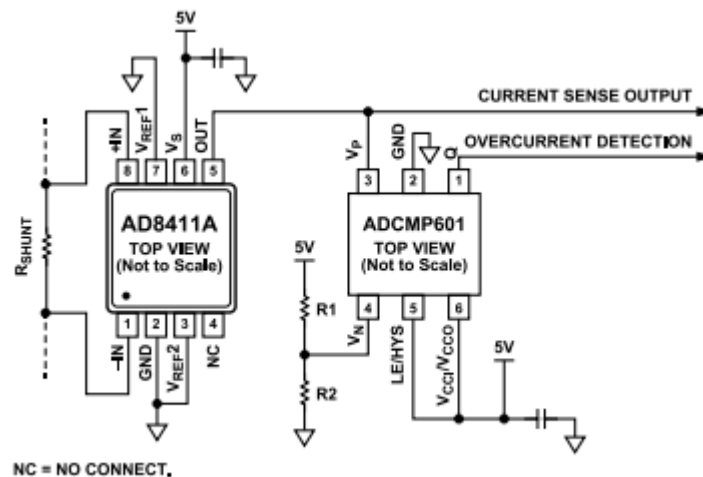 5V
+IN
VREF1
VS
OUT
8
7
6
5
AD8411A
TOP VIEW
(Not to Scale)
1
2
3
4
–IN
GND
VREF2
NC
RSHUNT
CURRENT SENSE OUTPUT
OVERCURRENT DETECTION
VP
GND
Q
3
2
1
ADCMP601
TOP VIEW
(Not to Scale)
4
5
6
VN
LE/HYS
VCCI/VCCO
5V
R1
R2
5V
NC = NO CONNECT.